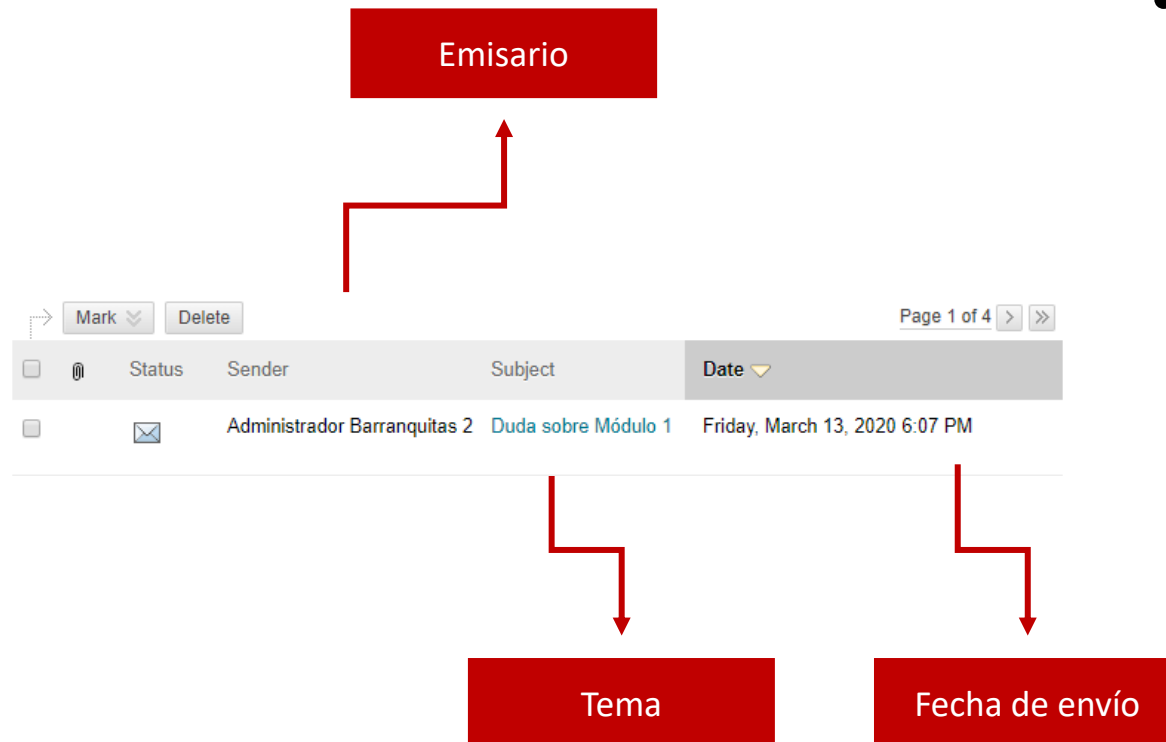 Emisario
Mark Delete Page 1 of 4
Status Sender Subject Date
Administrador Barranquitas 2 Duda sobre Módulo 1 Friday, March 13, 2020 6:07 PM
Tema Fecha de envío